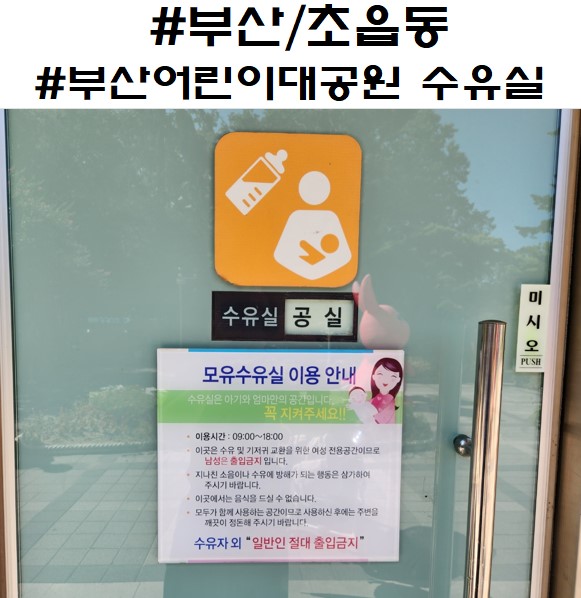 #부산/초읍동
#부산어린이대공원 수유실
수유실 공실
미시오
PUSH
모유수유실 이용 안내
수유실은 아기와 엄마만의 공간입니다.
꼭 지켜주세요!!
• 이용시간 : 09:00~18:00
• 이곳은 수유 및 기저귀 교환을 위한 여성 전용공간이므로
남성은 출입금지 입니다.
• 지나친 소음이나 수유에 방해가 되는 행동은 삼가하여
주시기 바랍니다.
• 이곳에서는 음식을 드실 수 없습니다.
• 모두가 함께 사용하는 공간이므로 사용하신 후에는 주변을
깨끗이 정돈해 주시기 바랍니다
수유자 외 “일반인 절대 출입금지”